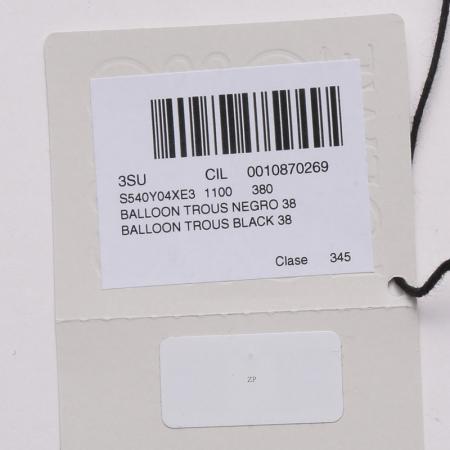 3SU CIL 0010870269
S540Y04XE3 1100 380
BALLOON TROUS NEGRO 38
BALLOON TROUS BLACK 38
Clase 345
ZP